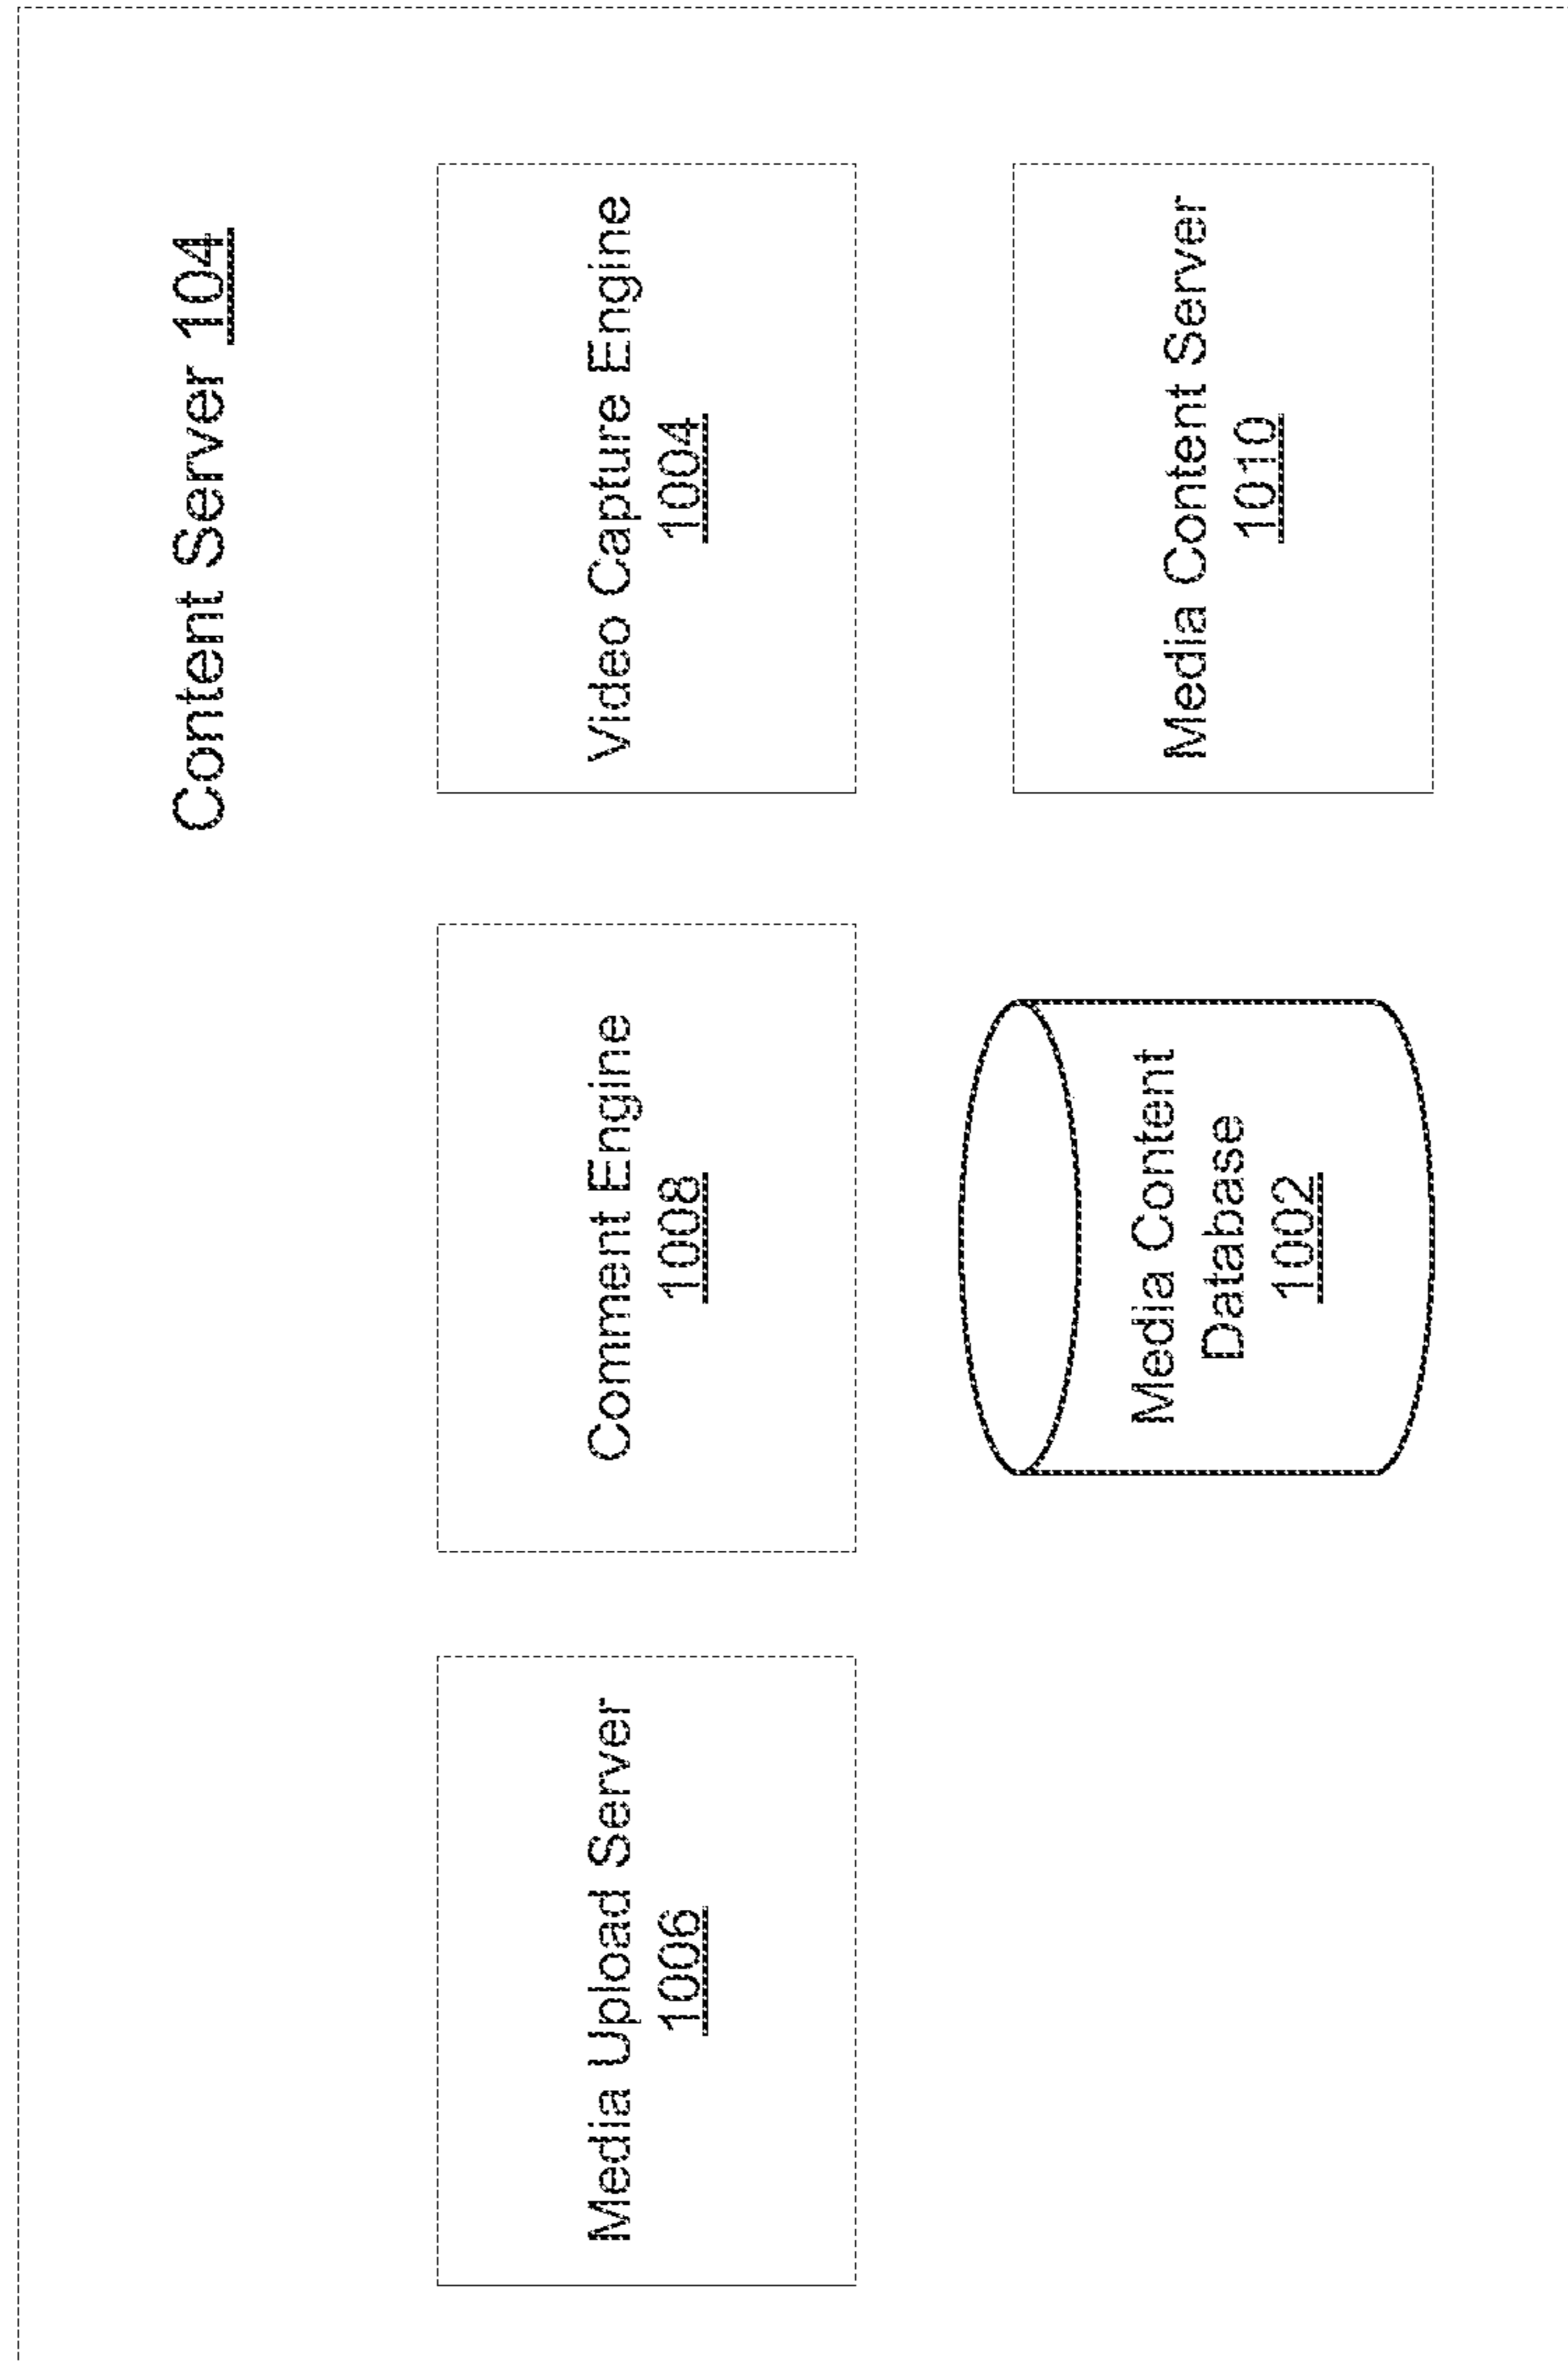 Content Server 104
Media Upload Server
1006
Comment Engine
1008
Video Capture Engine
1004
Media Content
Database
1002
Media Content Server
1010